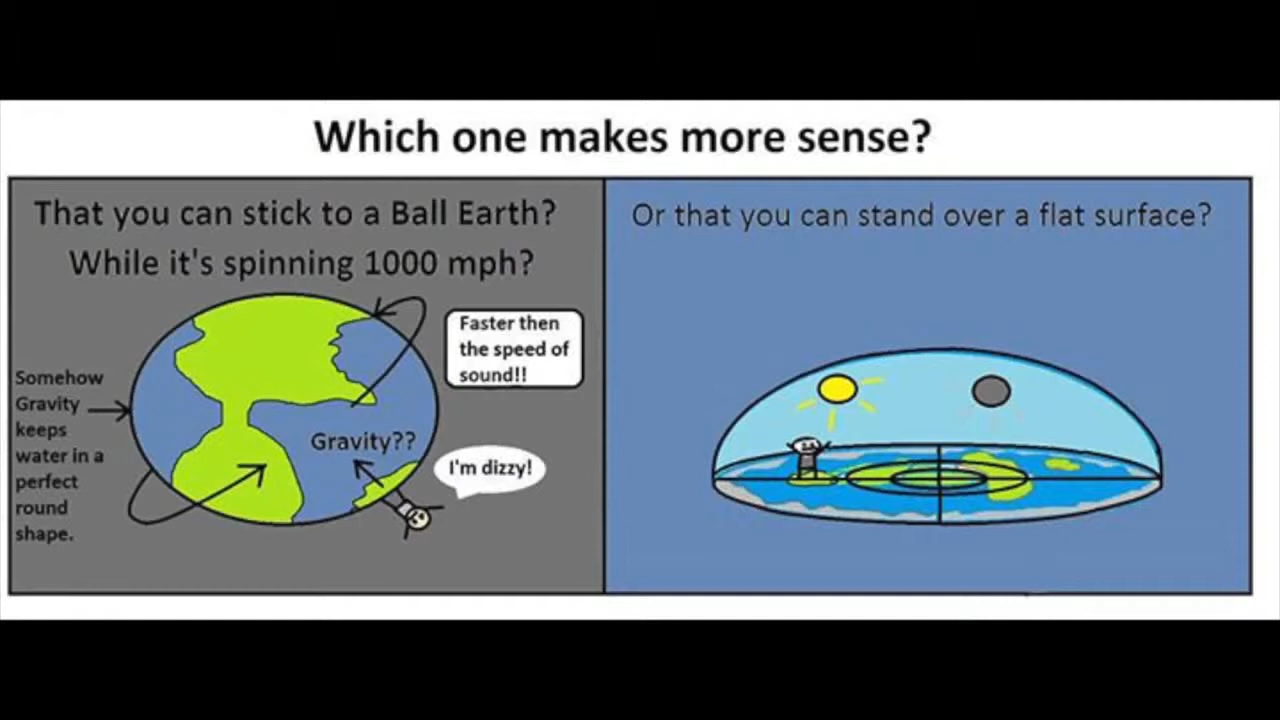 Which one makes more sense?
That you can stick to a Ball Earth?
While it's spinning 1000 mph?
Somehow
Gravity
keeps
water in a
perfect
round
shape.
Faster then
the speed of
sound!!
Gravity??
I'm dizzy!
Or that you can stand over a flat surface?